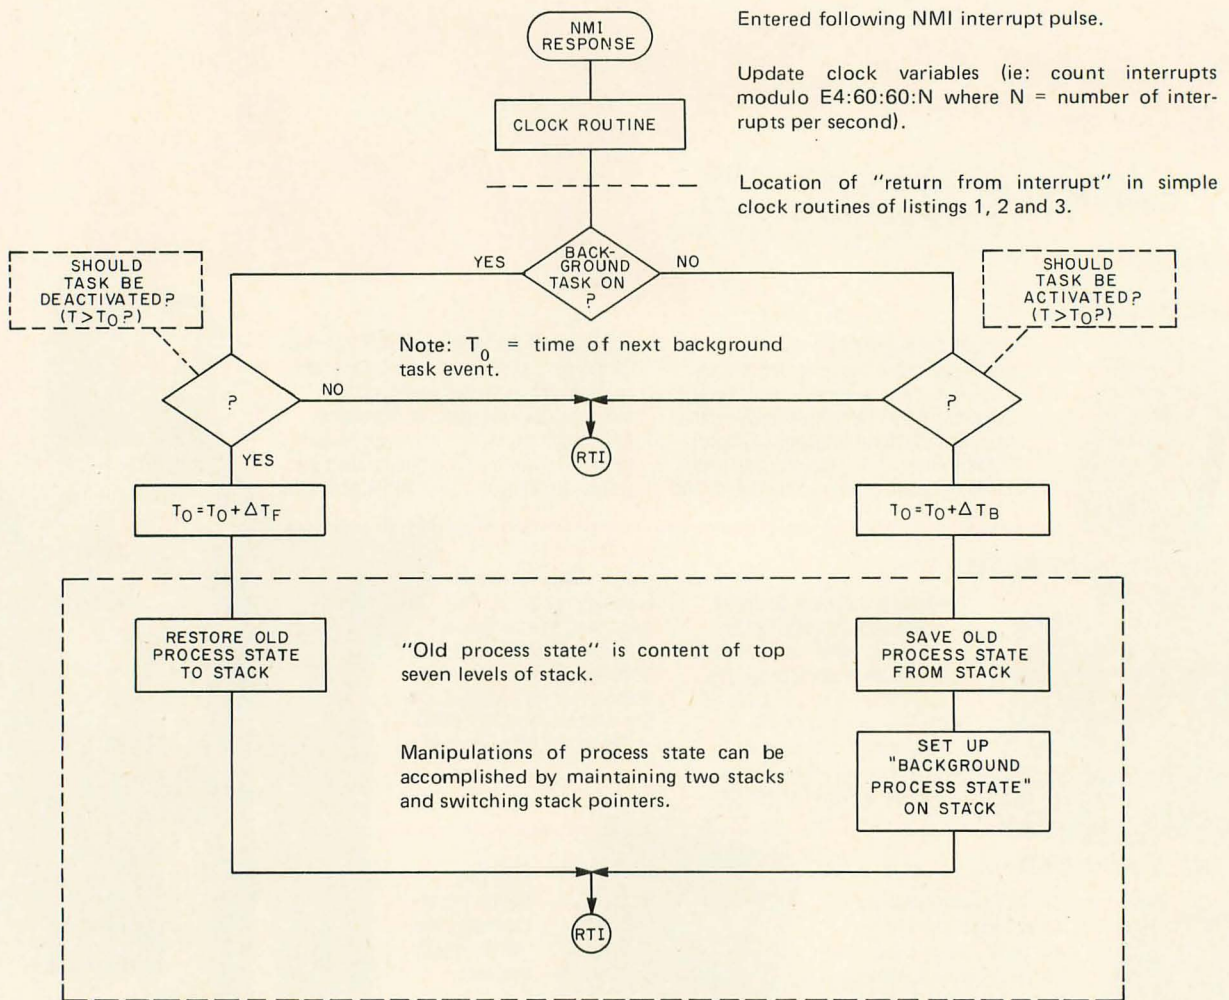 NMI
RESPONSE
Entered following NMI interrupt pulse.
Update clock variables (ie: count interrupts
modulo E4:60:60:N where N = number of inter-
rupts per second).
CLOCK ROUTINE
Location of "return from interrupt" in simple
clock routines of listings 1, 2 and 3.
SHOULD
TASK BE
DEACTIVATED?
(T>T0?)
YES
BACK-
GROUND
TASK ON
?
NO
SHOULD
TASK BE
ACTIVATED?
(T>T0?)
Note: T0 = time of next background
task event.
?
NO
?
RTI
YES
T0=T0+ΔTF
T0=T0+ΔTB
RESTORE OLD
PROCESS STATE
TO STACK
"Old process state" is content of top
seven levels of stack.
SAVE OLD
PROCESS STATE
FROM STACK
Manipulations of process state can be
accomplished by maintaining two stacks
and switching stack pointers.
SET UP
"BACKGROUND
PROCESS STATE"
ON STACK
RTI